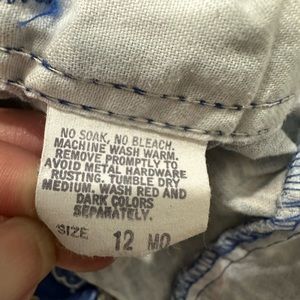 NO SOAK, NO BLEACH.
MACHINE WASH WARM.
REMOVE PROMPTLY TO
AVOID METAL HARDWARE
RUSTING. TUMBLE DRY
MEDIUM. WASH RED AND
DARK COLORS
SEPARATELY.
SIZE 12 MO